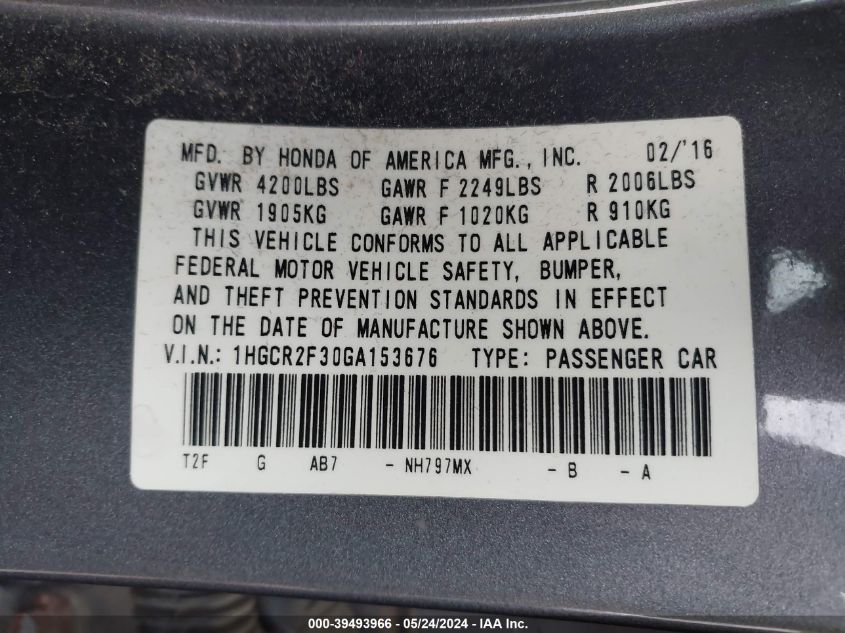 MFD. BY HONDA OF AMERICA MFG., INC. 02/'16
GVWR 4200LBS GAWR F 2249LBS R 2006LBS
GVWR 1905KG GAWR F 1020KG R 910KG
THIS VEHICLE CONFORMS TO ALL APPLICABLE
FEDERAL MOTOR VEHICLE SAFETY, BUMPER,
AND THEFT PREVENTION STANDARDS IN EFFECT
ON THE DATE OF MANUFACTURE SHOWN ABOVE.
V.I.N.: 1HGCR2F30GA153676 TYPE: PASSENGER CAR
T2F G AB7 - NH797MX - B - A
000-39493966 - 05/24/2024 - IAA Inc.